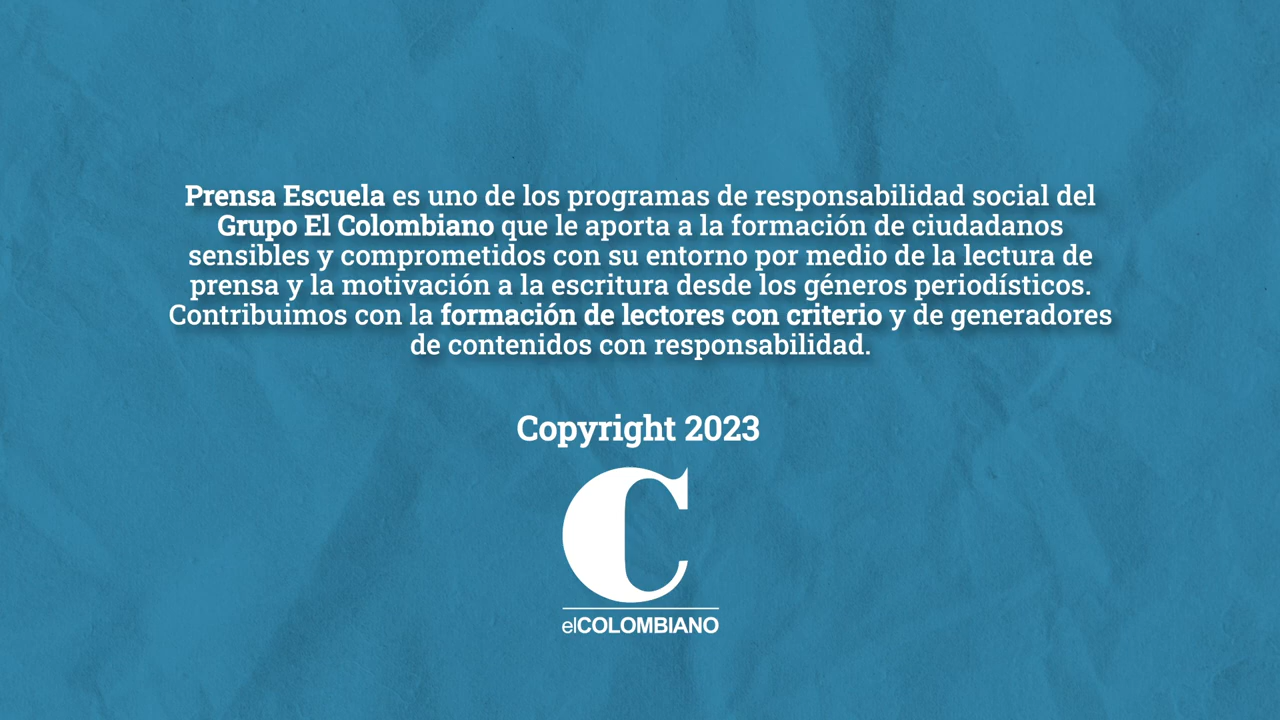 Prensa Escuela es uno de los programas de responsabilidad social del
Grupo El Colombiano que le aporta a la formación de ciudadanos
sensibles y comprometidos con su entorno por medio de la lectura de
prensa y la motivación a la escritura desde los géneros periodísticos.
Contribuimos con la formación de lectores con criterio y de generadores
de contenidos con responsabilidad.
Copyright 2023
C
elCOLOMBIANO